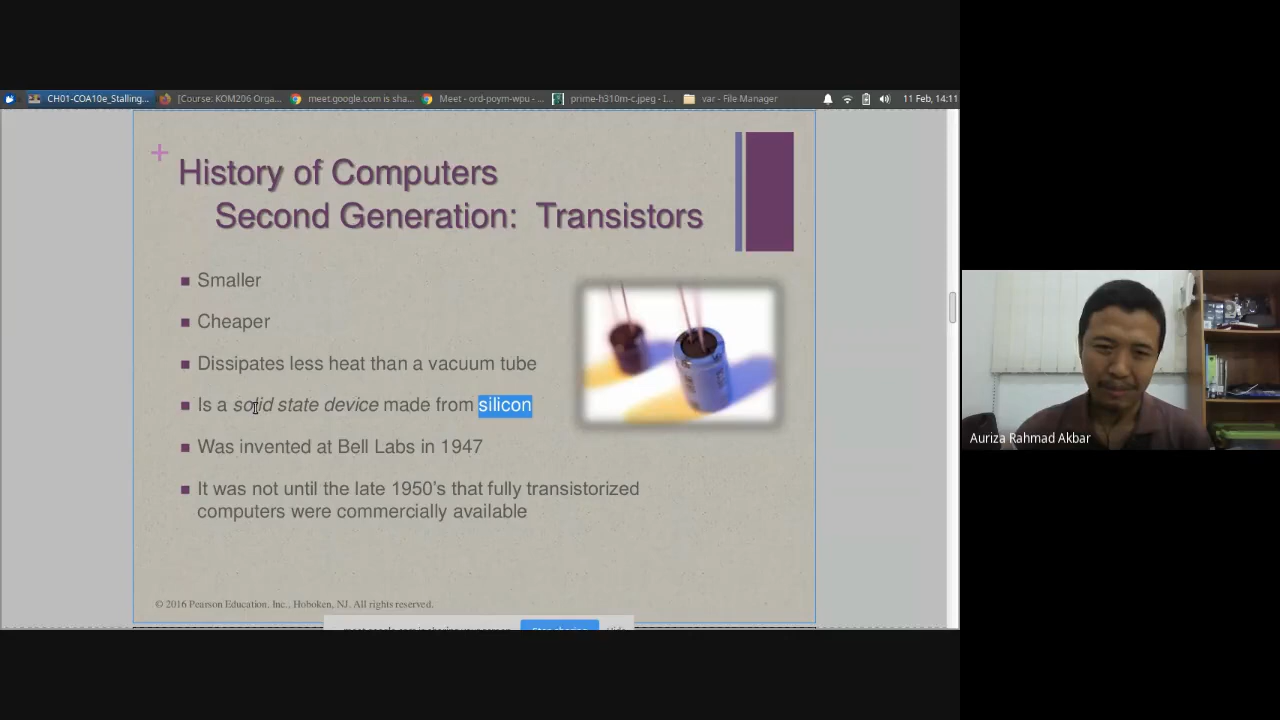 CH01-COA10e_Stalling... [Course: KOM206 Orga... meet.google.com is sha... Meet - ord-poym-wpu - ... prime-h310m-c.jpeg - I... var - File Manager 11 Feb, 14:11
+
History of Computers
Second Generation: Transistors
■ Smaller
■ Cheaper
■ Dissipates less heat than a vacuum tube
■ Is a solid state device made from silicon
■ Was invented at Bell Labs in 1947
■ It was not until the late 1950's that fully transistorized
computers were commercially available
© 2016 Pearson Education, Inc., Hoboken, NJ. All rights reserved.
Auriza Rahmad Akbar